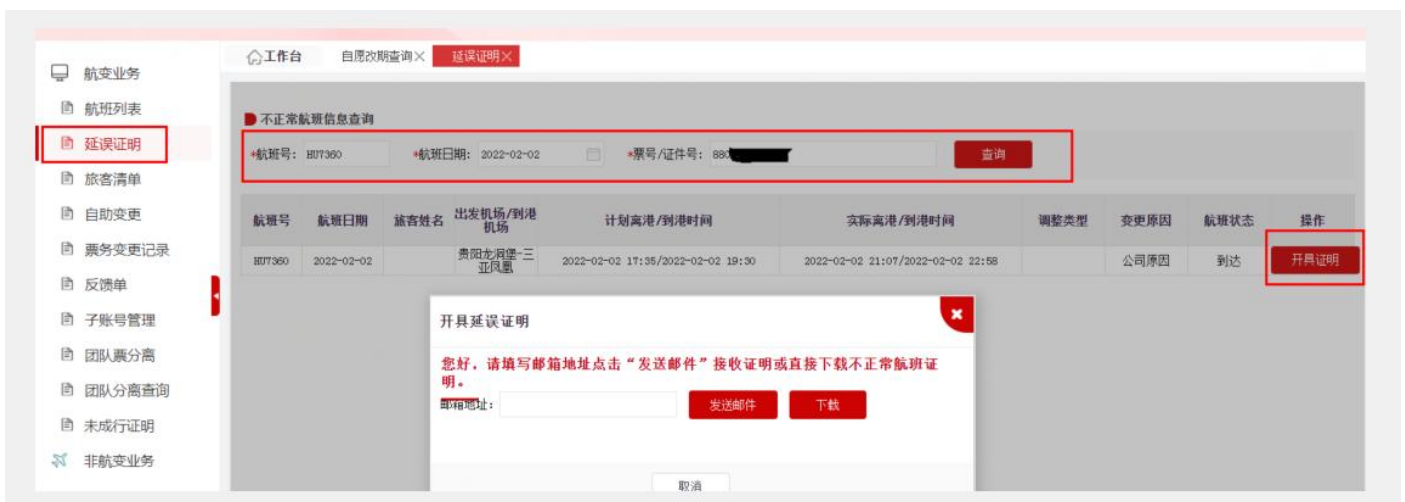 工作台 自愿改期查询× 延误证明×
航变业务
航班列表
延误证明
旅客清单
自助变更
票务变更记录
反馈单
子账号管理
团队票分离
团队分离查询
未成行证明
非航变业务
不正常航班信息查询
*航班号: HU7360 *航班日期: 2022-02-02 *票号/证件号: 880 查询
航班号 航班日期 旅客姓名 出发机场/到港机场 计划离港/到港时间 实际离港/到港时间 调整类型 变更原因 航班状态 操作
HU7360 2022-02-02 贵阳龙洞堡-三亚凤凰 2022-02-02 17:35/2022-02-02 19:30 2022-02-02 21:07/2022-02-02 22:58 公司原因 到达 开具证明
开具延误证明
您好，请填写邮箱地址点击“发送邮件”接收证明或直接下载不正常航班证
明。
邮箱地址: 发送邮件 下载
取消